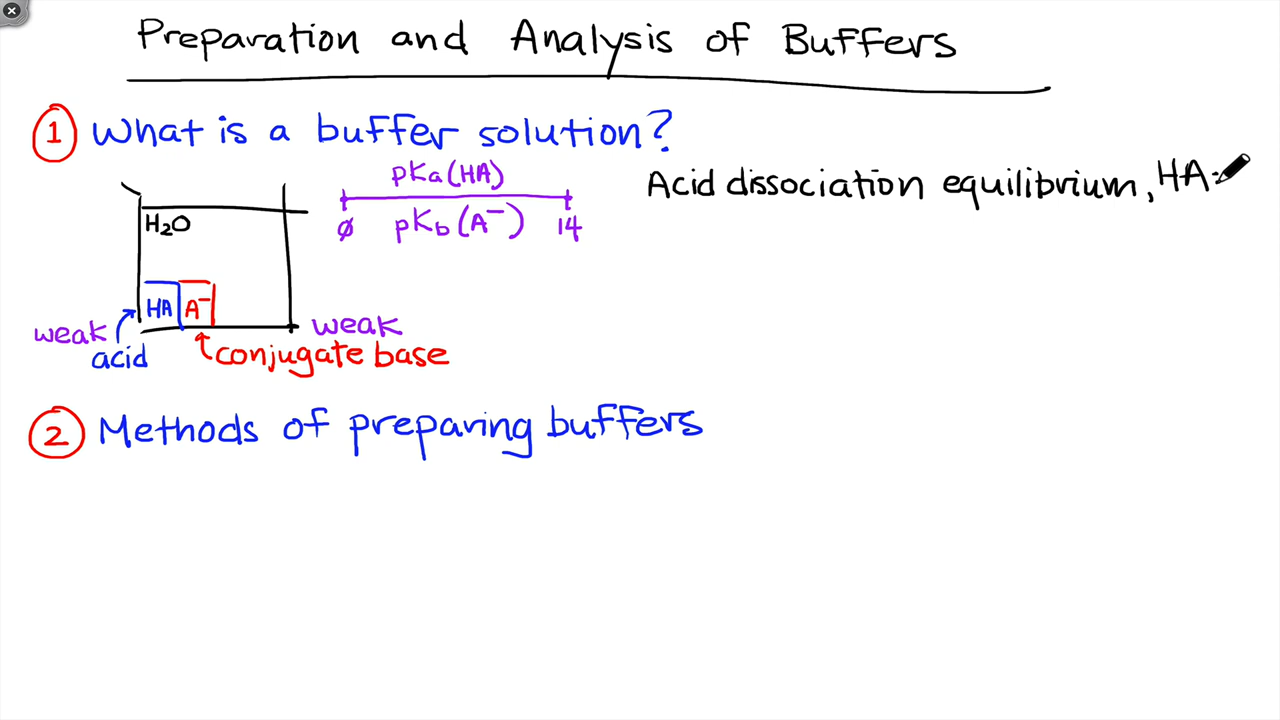 Preparation and Analysis of Buffers
1 What is a buffer solution?
pKa (HA)
Acid dissociation equilibrium, HA
H₂O
ϕ pKb (A⁻) 14
HA A⁻
weak
weak
acid
conjugate base
2 Methods of preparing buffers